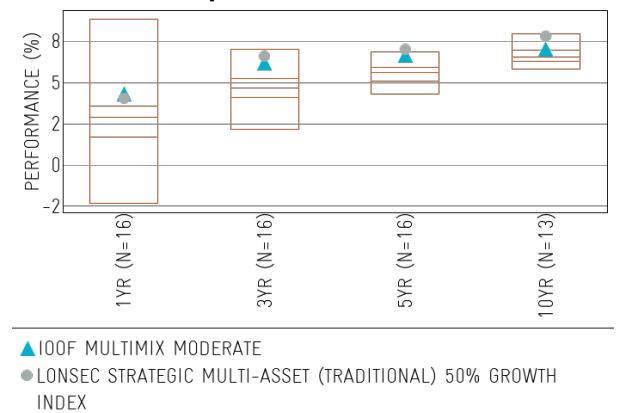 PERFORMANCE (%)
8
5
2
0
-2
1YR (N=16)
3YR (N=16)
5YR (N=16)
10YR (N=13)
IOOF MULTIMIX MODERATE
LONSEC STRATEGIC MULTI-ASSET (TRADITIONAL) 50% GROWTH
INDEX